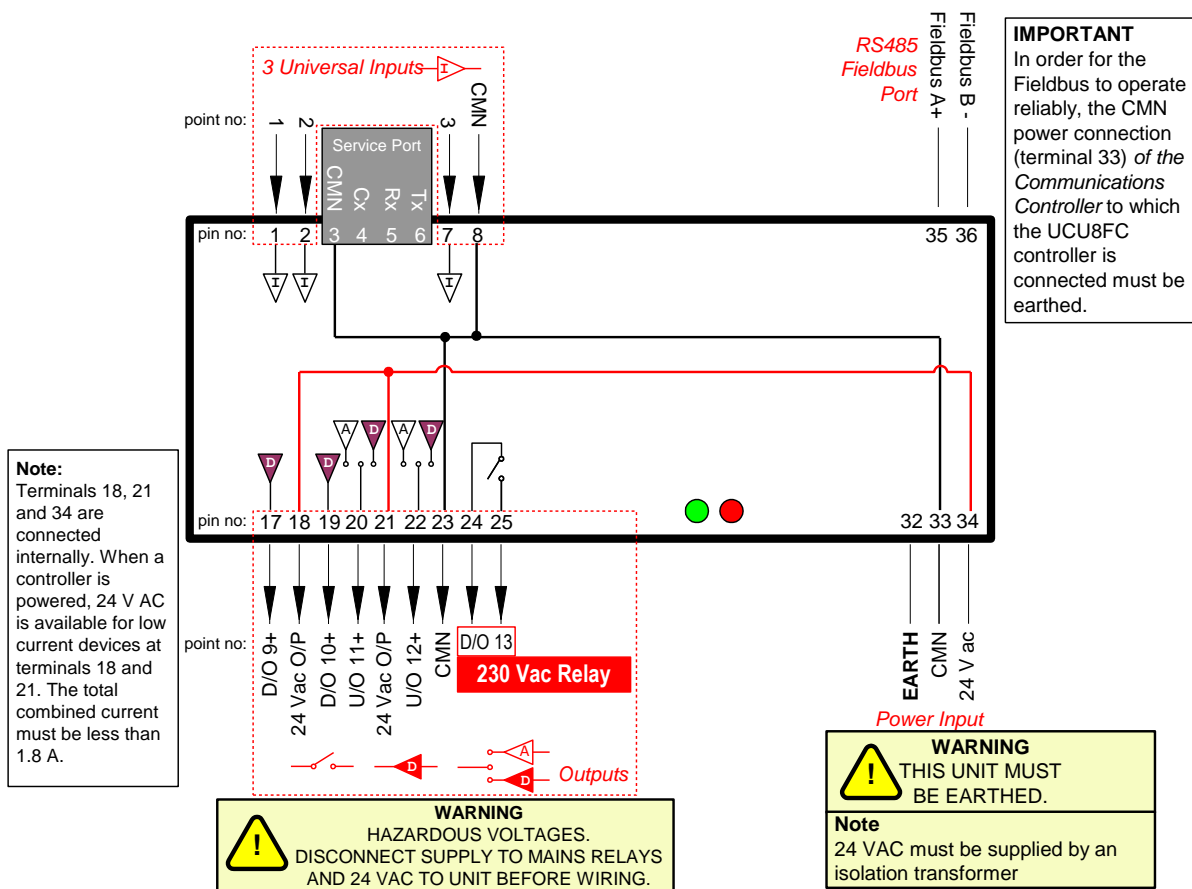 3 Universal Inputs
I
RS485
Fieldbus
Port
Fieldbus A+
Fieldbus B -
IMPORTANT
In order for the
Fieldbus to operate
reliably, the CMN
power connection
(terminal 33) of the
Communications
Controller to which
the UCU8FC
controller is
connected must be
earthed.
point no:
1
2
3
CMN
Service Port
CMN
Cx
Rx
Tx
pin no:
1 2 3 4 5 6 7 8
35 36
I
I
I
Note:
Terminals 18, 21
and 34 are
connected
internally. When a
controller is
powered, 24 V AC
is available for low
current devices at
terminals 18 and
21. The total
combined current
must be less than
1.8 A.
A
D
A
D
D
D
pin no:
17 18 19 20 21 22 23 24 25
32 33 34
point no:
D/O 9+
24 Vac O/P
D/O 10+
U/O 11+
24 Vac O/P
U/O 12+
CMN
D/O 13
230 Vac Relay
EARTH
CMN
24 V ac
Power Input
D
A
D
Outputs
! WARNING
HAZARDOUS VOLTAGES.
DISCONNECT SUPPLY TO MAINS RELAYS
AND 24 VAC TO UNIT BEFORE WIRING.
! WARNING
THIS UNIT MUST
BE EARTHED.
Note
24 VAC must be supplied by an
isolation transformer